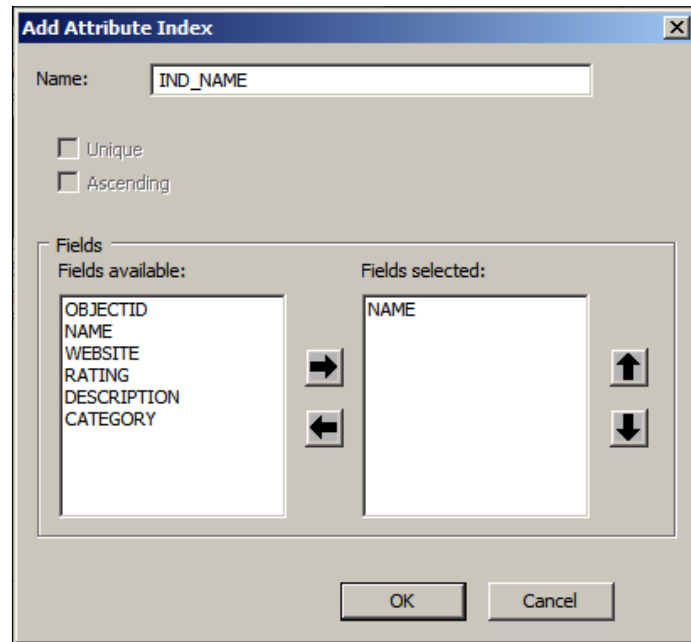 Add Attribute Index
Name: IND_NAME
Unique
Ascending
Fields
Fields available:
OBJECTID
NAME
WEBSITE
RATING
DESCRIPTION
CATEGORY
Fields selected:
NAME
OK
Cancel